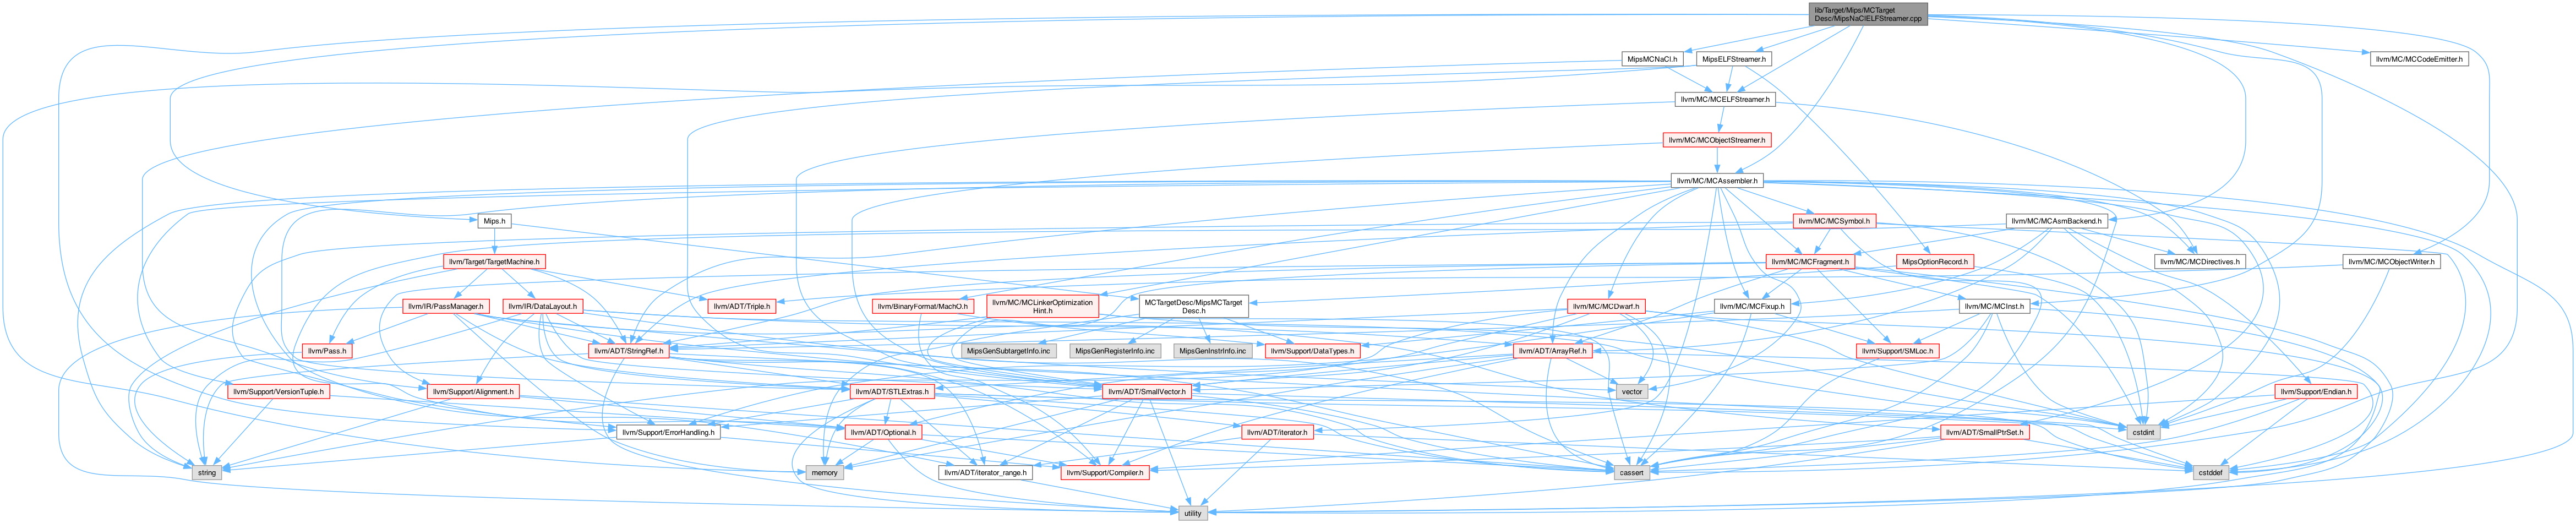 lib/Target/Mips/MCTarget
Desc/MipsNaClELFStreamer.cpp
MipsMCNaCl.h
MipsELFStreamer.h
llvm/MC/MCCodeEmitter.h
llvm/MC/MCELFStreamer.h
llvm/MC/MCObjectStreamer.h
llvm/MC/MCAssembler.h
Mips.h
llvm/MC/MCSymbol.h
llvm/MC/MCAsmBackend.h
llvm/Target/TargetMachine.h
llvm/MC/MCFragment.h
MipsOptionRecord.h
llvm/MC/MCDirectives.h
llvm/MC/MCObjectWriter.h
llvm/IR/PassManager.h
llvm/IR/DataLayout.h
llvm/ADT/Triple.h
llvm/BinaryFormat/MachO.h
llvm/MC/MCLinkerOptimization
Hint.h
MCTargetDesc/MipsMCTarget
Desc.h
llvm/MC/MCDwarf.h
llvm/MC/MCFixup.h
llvm/MC/MCInst.h
llvm/Pass.h
llvm/ADT/StringRef.h
MipsGenSubtargetInfo.inc
MipsGenRegisterInfo.inc
MipsGenInstrInfo.inc
llvm/Support/DataTypes.h
llvm/ADT/ArrayRef.h
llvm/Support/SMLoc.h
llvm/Support/VersionTuple.h
llvm/Support/Alignment.h
llvm/ADT/STLExtras.h
llvm/ADT/SmallVector.h
vector
llvm/Support/Endian.h
llvm/Support/ErrorHandling.h
llvm/ADT/Optional.h
llvm/ADT/iterator.h
llvm/ADT/SmallPtrSet.h
cstdint
string
memory
llvm/ADT/iterator_range.h
llvm/Support/Compiler.h
cassert
cstddef
utility